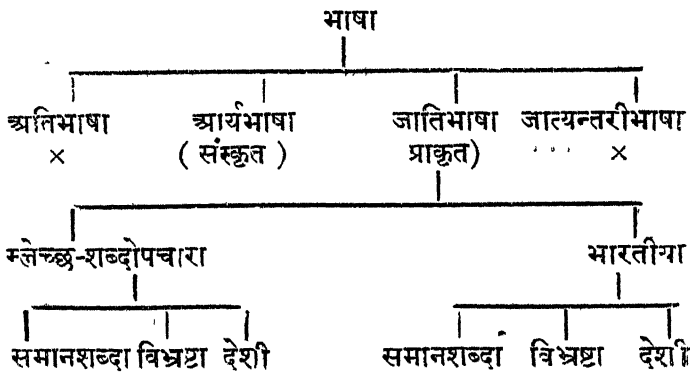 भाषा
अतिभाषा आर्यभाषा जातिभाषा जात्यन्तरीभाषा
× ( संस्कृत ) प्राकृत) ... ×
म्लेच्छ-शब्दोपचारा भारतीया
समानशब्दा विभ्रष्टा देशी समानशब्दा विभ्रष्टा देशी